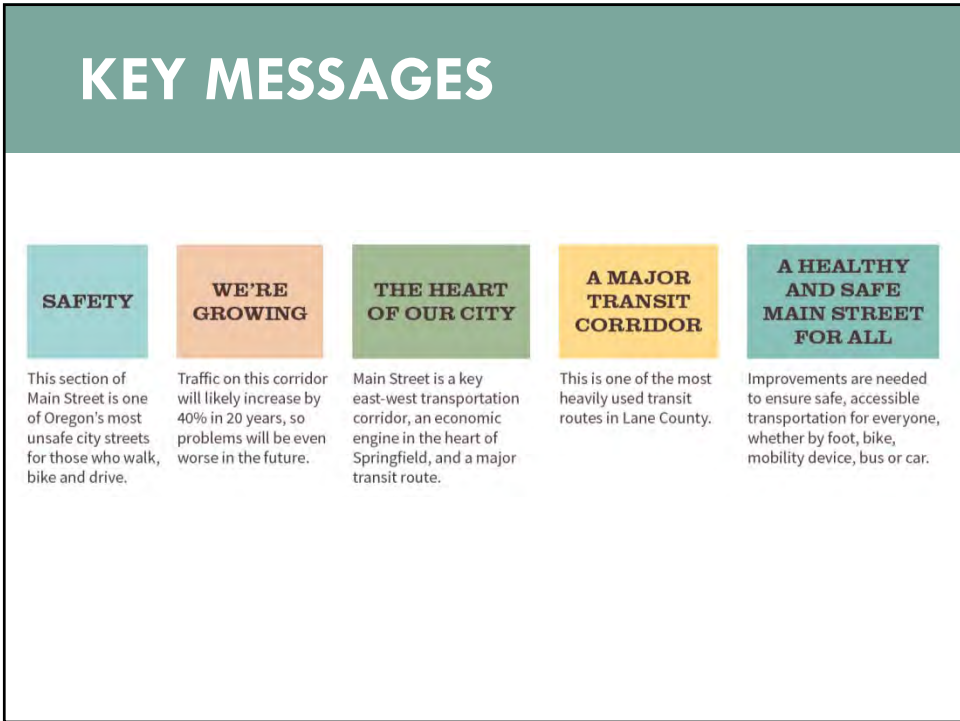 KEY MESSAGES
SAFETY
This section of
Main Street is one
of Oregon's most
unsafe city streets
for those who walk,
bike and drive.
WE'RE
GROWING
Traffic on this corridor
will likely increase by
40% in 20 years, so
problems will be even
worse in the future.
THE HEART
OF OUR CITY
Main Street is a key
east-west transportation
corridor, an economic
engine in the heart of
Springfield, and a major
transit route.
A MAJOR
TRANSIT
CORRIDOR
This is one of the most
heavily used transit
routes in Lane County.
A HEALTHY
AND SAFE
MAIN STREET
FOR ALL
Improvements are needed
to ensure safe, accessible
transportation for everyone,
whether by foot, bike,
mobility device, bus or car.